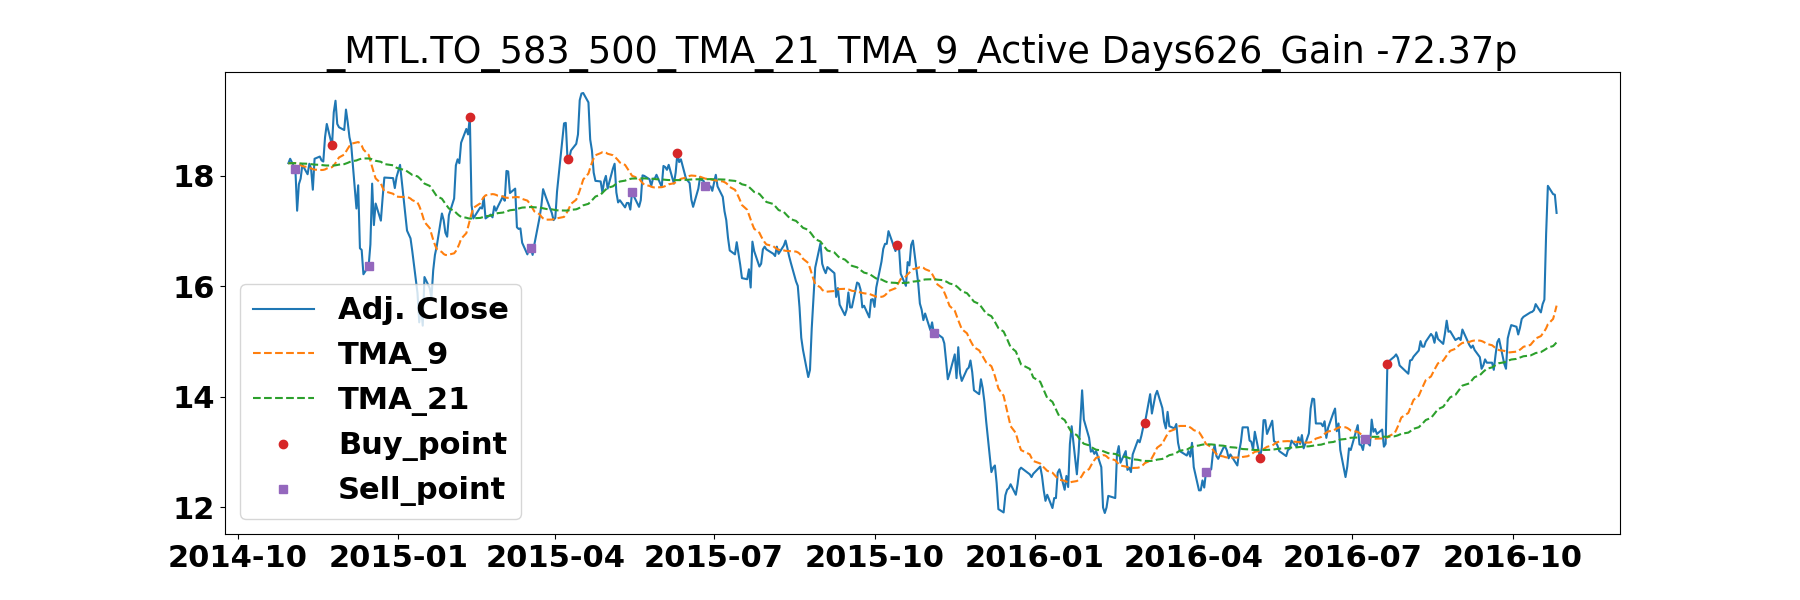 _MTL.TO_583_500_TMA_21_TMA_9_Active Days626_Gain -72.37p
18
16
14
12
Adj. Close
TMA_9
TMA_21
Buy_point
Sell_point
2014-10 2015-01 2015-04 2015-07 2015-10 2016-01 2016-04 2016-07 2016-10